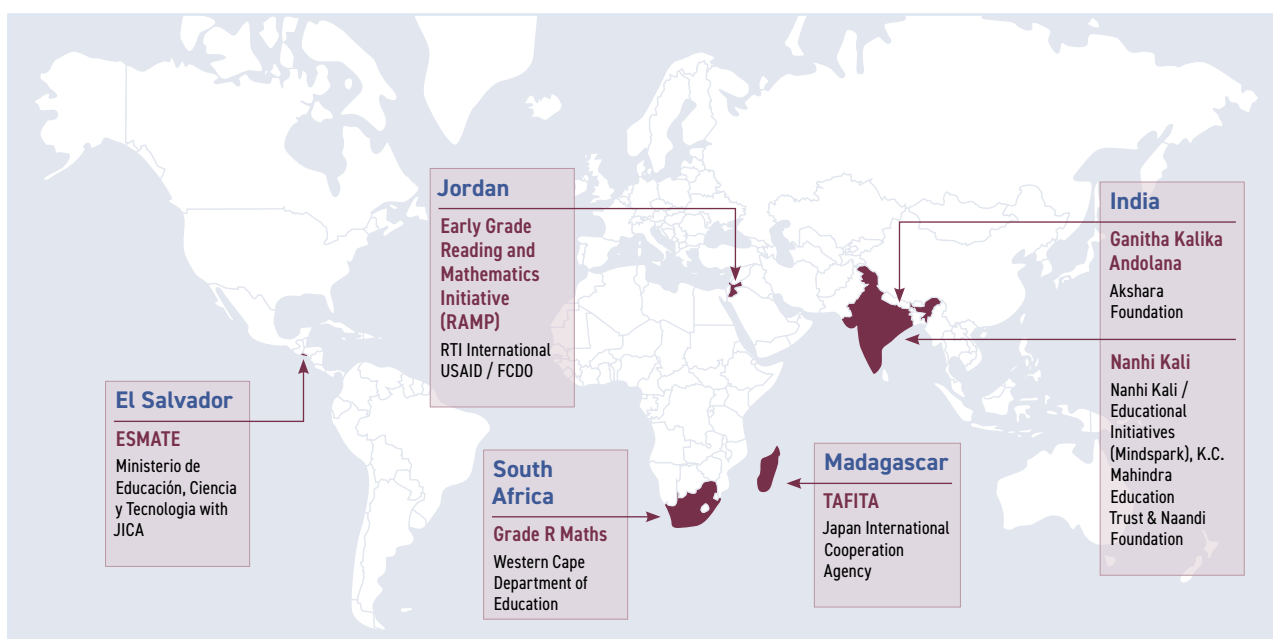 Jordan
Early Grade
Reading and
Mathematics
Initiative
(RAMP)
RTI International
USAID / FCDO
India
Ganitha Kalika
Andolana
Akshara
Foundation
Nanhi Kali
Nanhi Kali /
Educational
Initiatives
(Mindspark), K.C.
Mahindra
Education
Trust & Naandi
Foundation
El Salvador
ESMATE
Ministerio de
Educación, Ciencia
y Tecnologia with
JICA
South
Africa
Grade R Maths
Western Cape
Department of
Education
Madagascar
TAFITA
Japan International
Cooperation
Agency